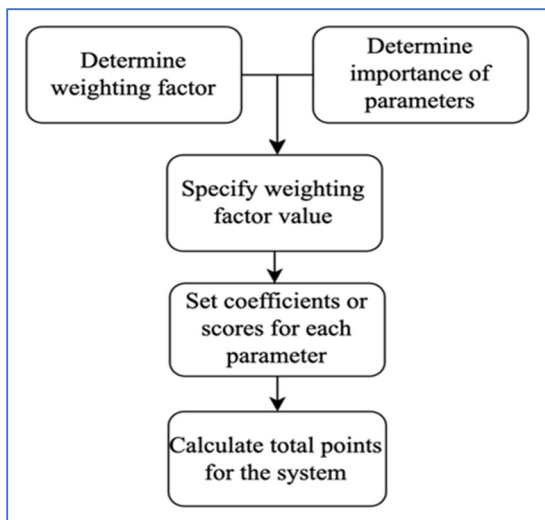 Determine
weighting factor
Determine
importance of
parameters
Specify weighting
factor value
Set coefficients or
scores for each
parameter
Calculate total points
for the system